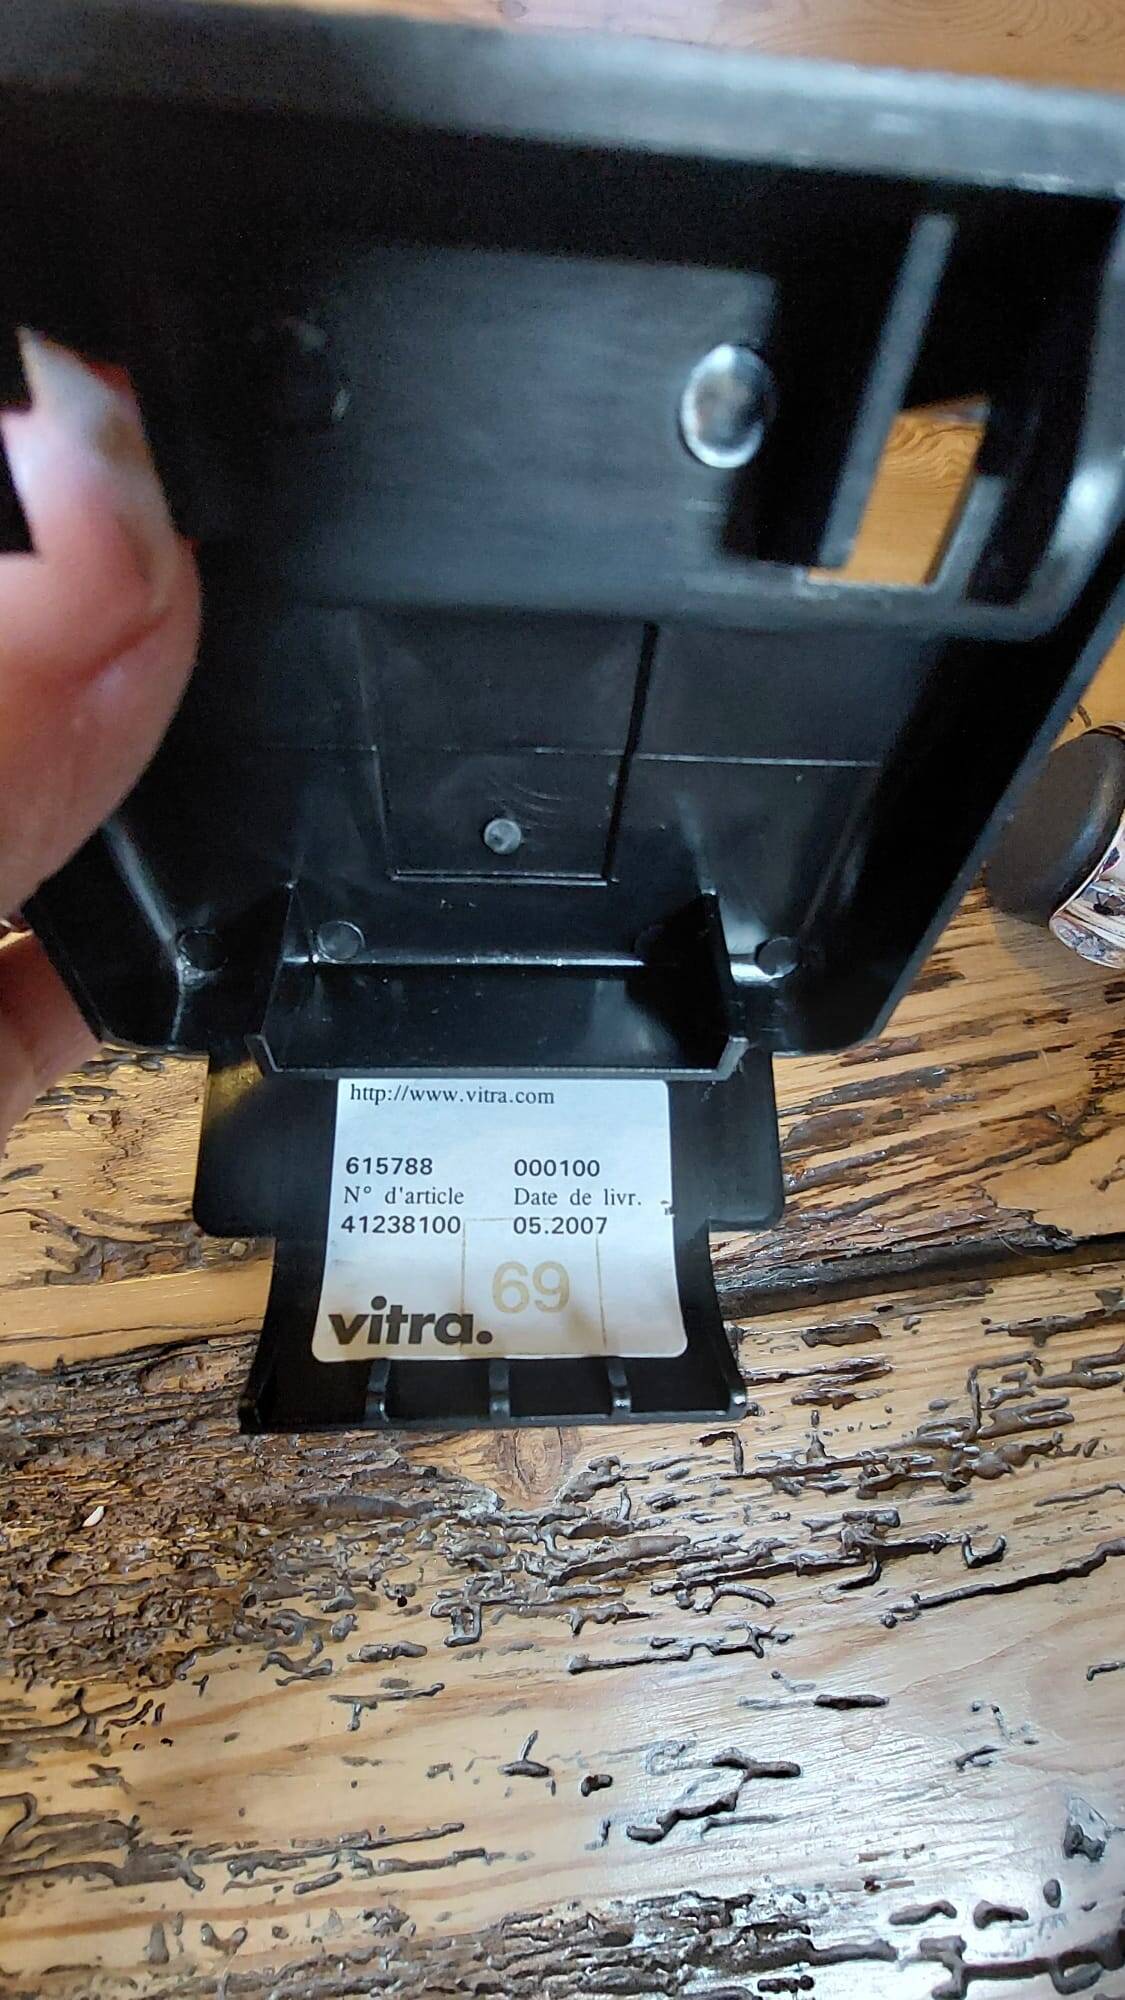 http://www.vitra.com
615788 000100
N° d'article Date de livr.
41238100 05.2007
69
vitra.